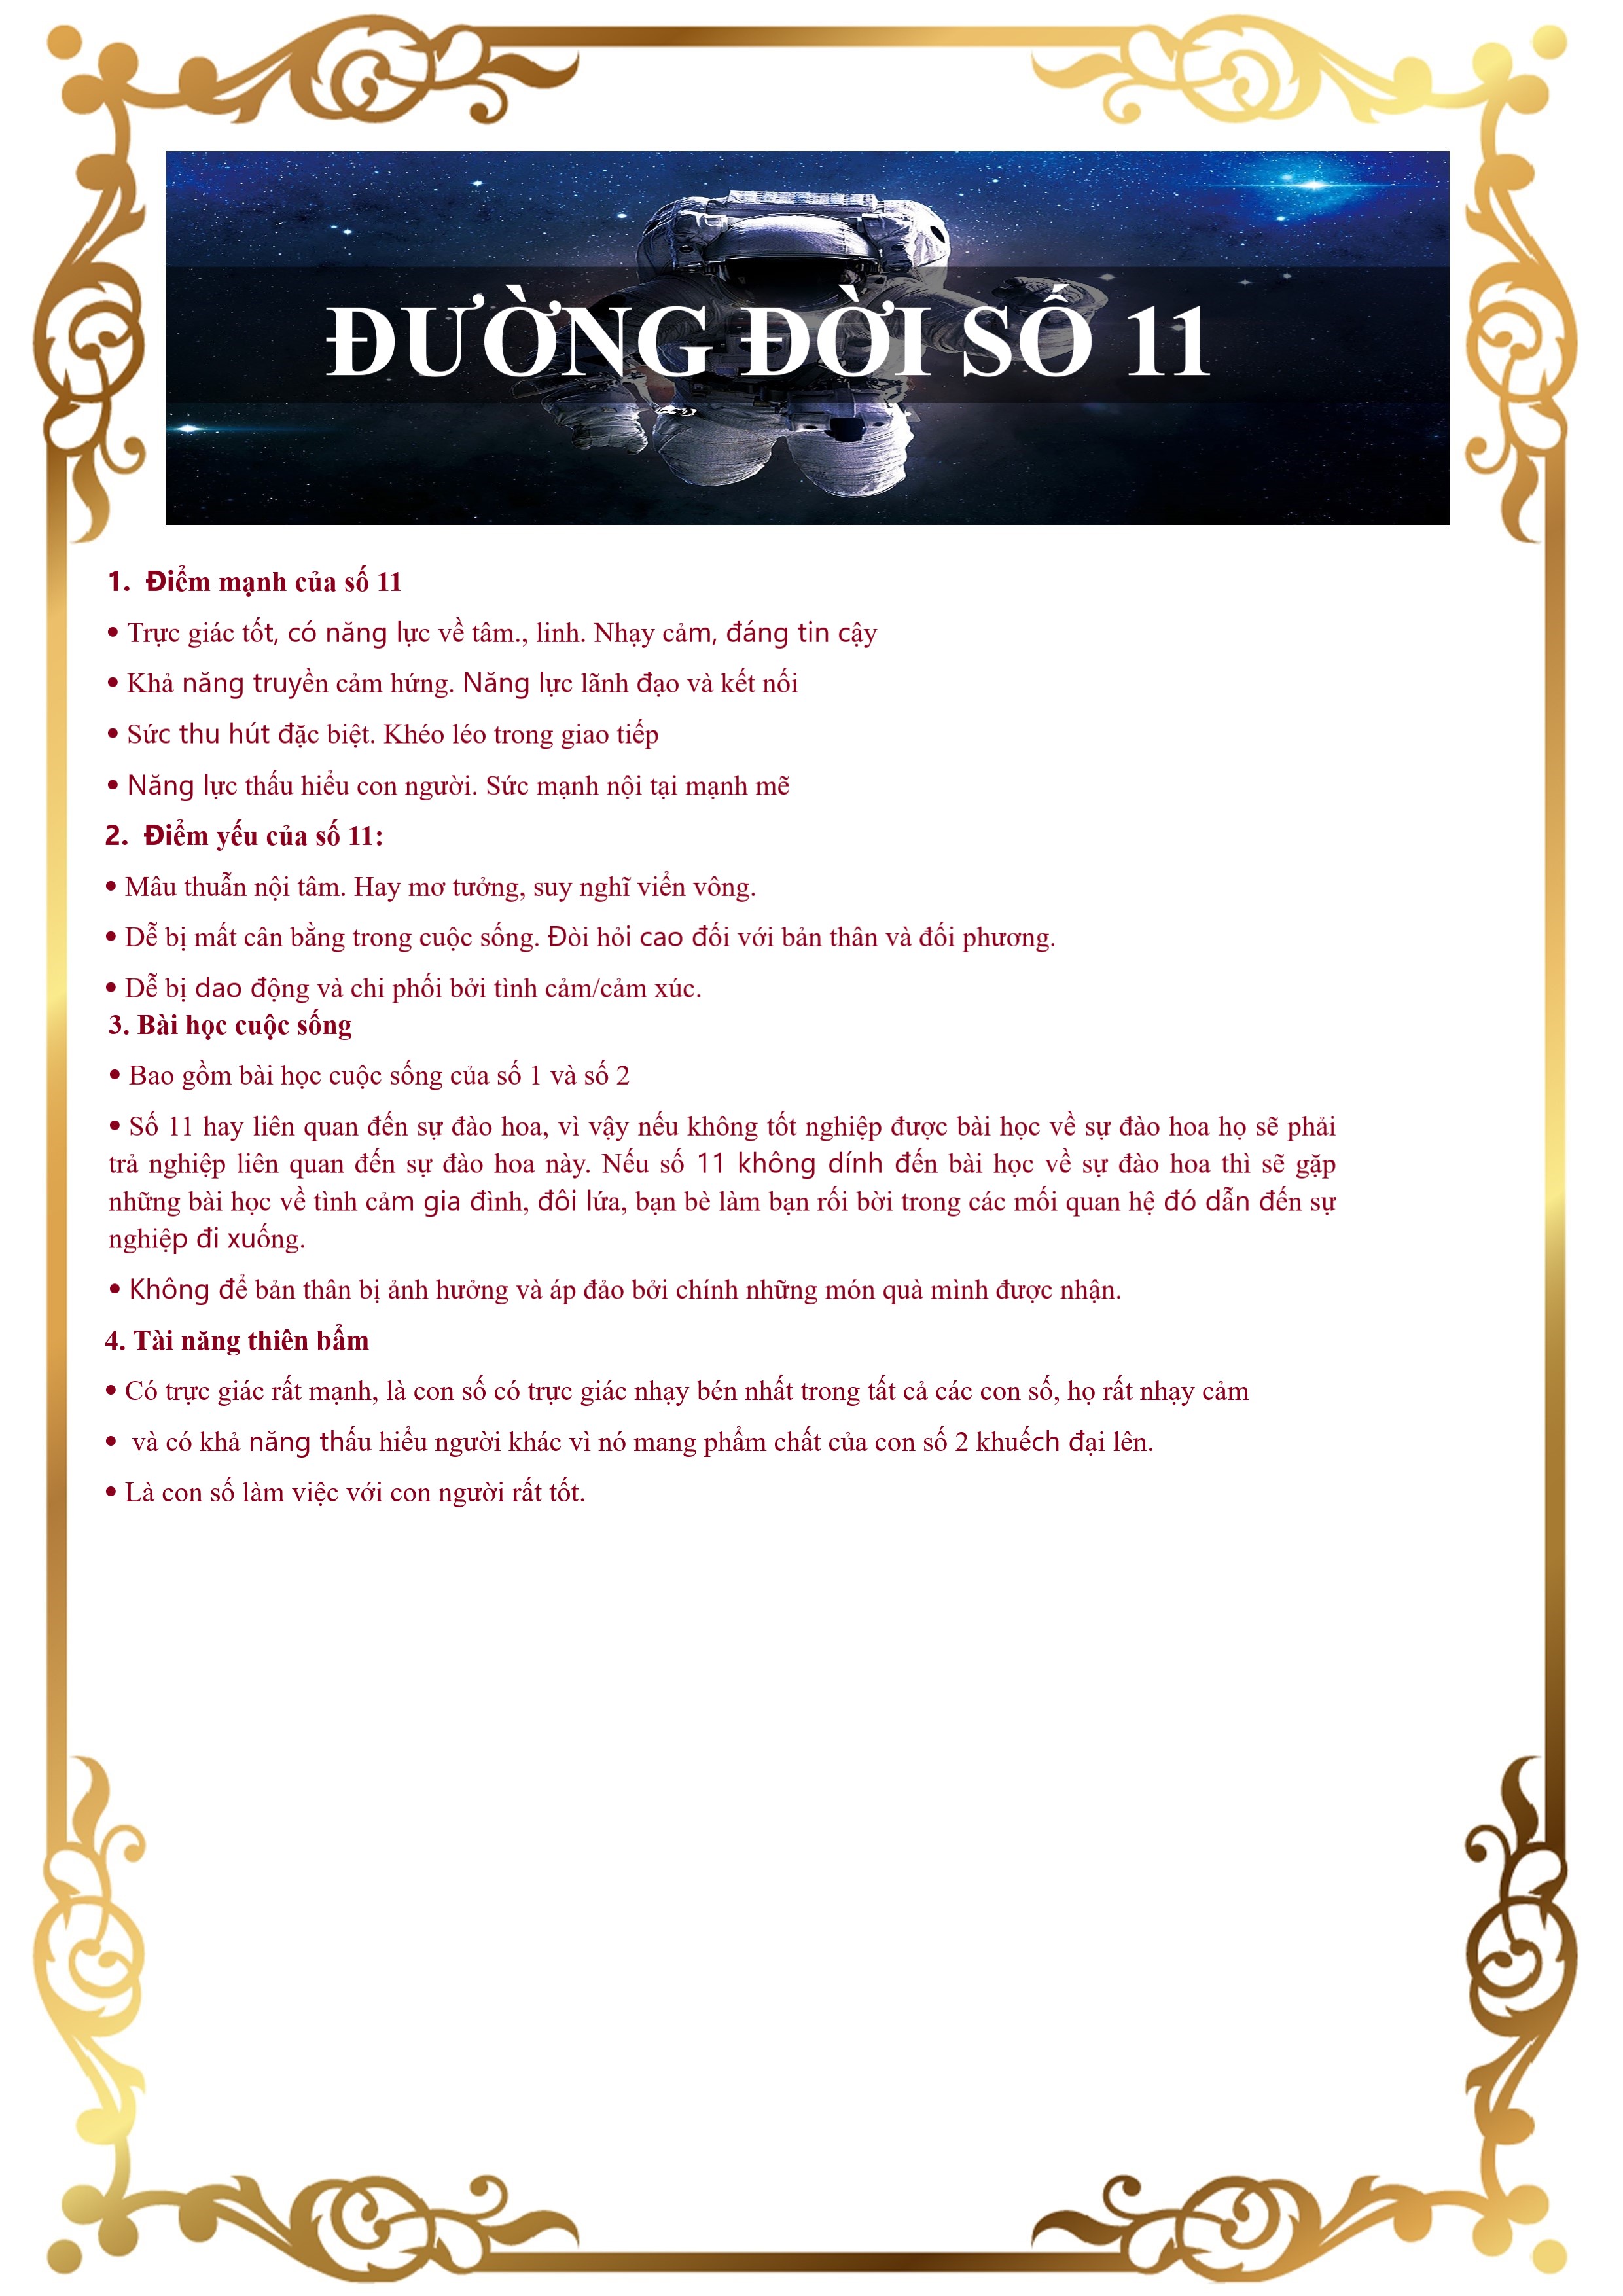 ĐƯỜNG ĐỜI SỐ 11
1. Điểm mạnh của số 11
• Trực giác tốt, có năng lực về tâm., linh. Nhạy cảm, đáng tin cậy
• Khả năng truyền cảm hứng. Năng lực lãnh đạo và kết nối
• Sức thu hút đặc biệt. Khéo léo trong giao tiếp
• Năng lực thấu hiểu con người. Sức mạnh nội tại mạnh mẽ
2. Điểm yếu của số 11:
• Mâu thuẫn nội tâm. Hay mơ tưởng, suy nghĩ viển vông.
• Dễ bị mất cân bằng trong cuộc sống. Đòi hỏi cao đối với bản thân và đối phương.
• Dễ bị dao động và chi phối bởi tình cảm/cảm xúc.
3. Bài học cuộc sống
• Bao gồm bài học cuộc sống của số 1 và số 2
• Số 11 hay liên quan đến sự đào hoa, vì vậy nếu không tốt nghiệp được bài học về sự đào hoa họ sẽ phải
trả nghiệp liên quan đến sự đào hoa này. Nếu số 11 không dính đến bài học về sự đào hoa thì sẽ gặp
những bài học về tình cảm gia đình, đôi lứa, bạn bè làm bạn rối bời trong các mối quan hệ đó dẫn đến sự
nghiệp đi xuống.
• Không để bản thân bị ảnh hưởng và áp đảo bởi chính những món quà mình được nhận.
4. Tài năng thiên bẩm
• Có trực giác rất mạnh, là con số có trực giác nhạy bén nhất trong tất cả các con số, họ rất nhạy cảm
• và có khả năng thấu hiểu người khác vì nó mang phẩm chất của con số 2 khuếch đại lên.
• Là con số làm việc với con người rất tốt.